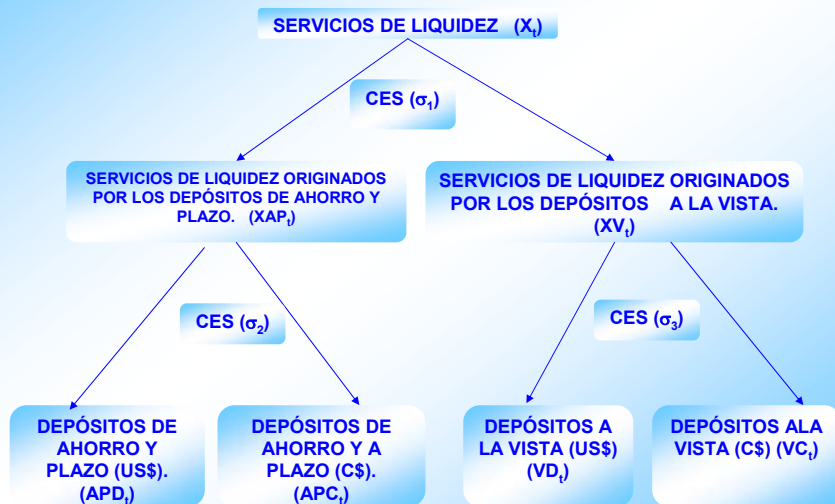 SERVICIOS DE LIQUIDEZ (Xt)
CES (σ1)
SERVICIOS DE LIQUIDEZ ORIGINADOS
POR LOS DEPÓSITOS DE AHORRO Y
PLAZO. (XAPt)
SERVICIOS DE LIQUIDEZ ORIGINADOS
POR LOS DEPÓSITOS A LA VISTA.
(XVt)
CES (σ2)
CES (σ3)
DEPÓSITOS DE
AHORRO Y
PLAZO (US$).
(APDt)
DEPÓSITOS DE
AHORRO Y A
PLAZO (C$).
(APCt)
DEPÓSITOS A
LA VISTA (US$)
(VDt)
DEPÓSITOS ALA
VISTA (C$) (VCt)